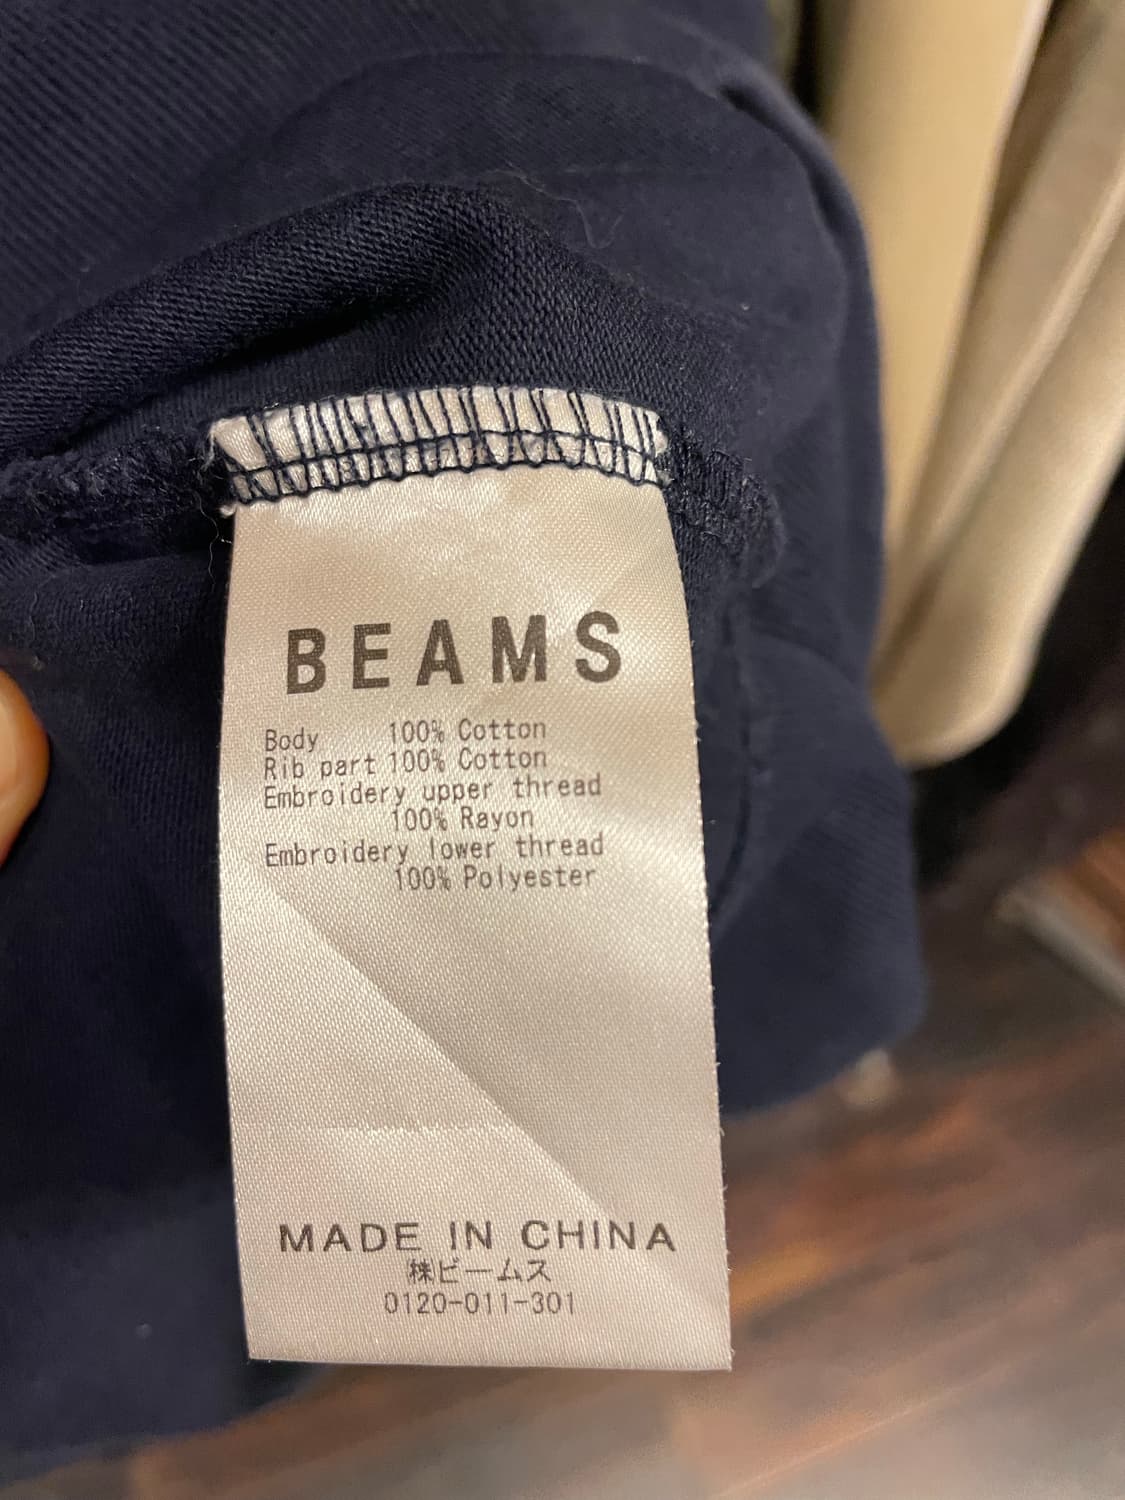 BEAMS
Body 100% Cotton
Rib part 100% Cotton
Embroidery upper thread
100% Rayon
Embroidery lower thread
100% Polyester
MADE IN CHINA
㈱ビームス
0120-011-301